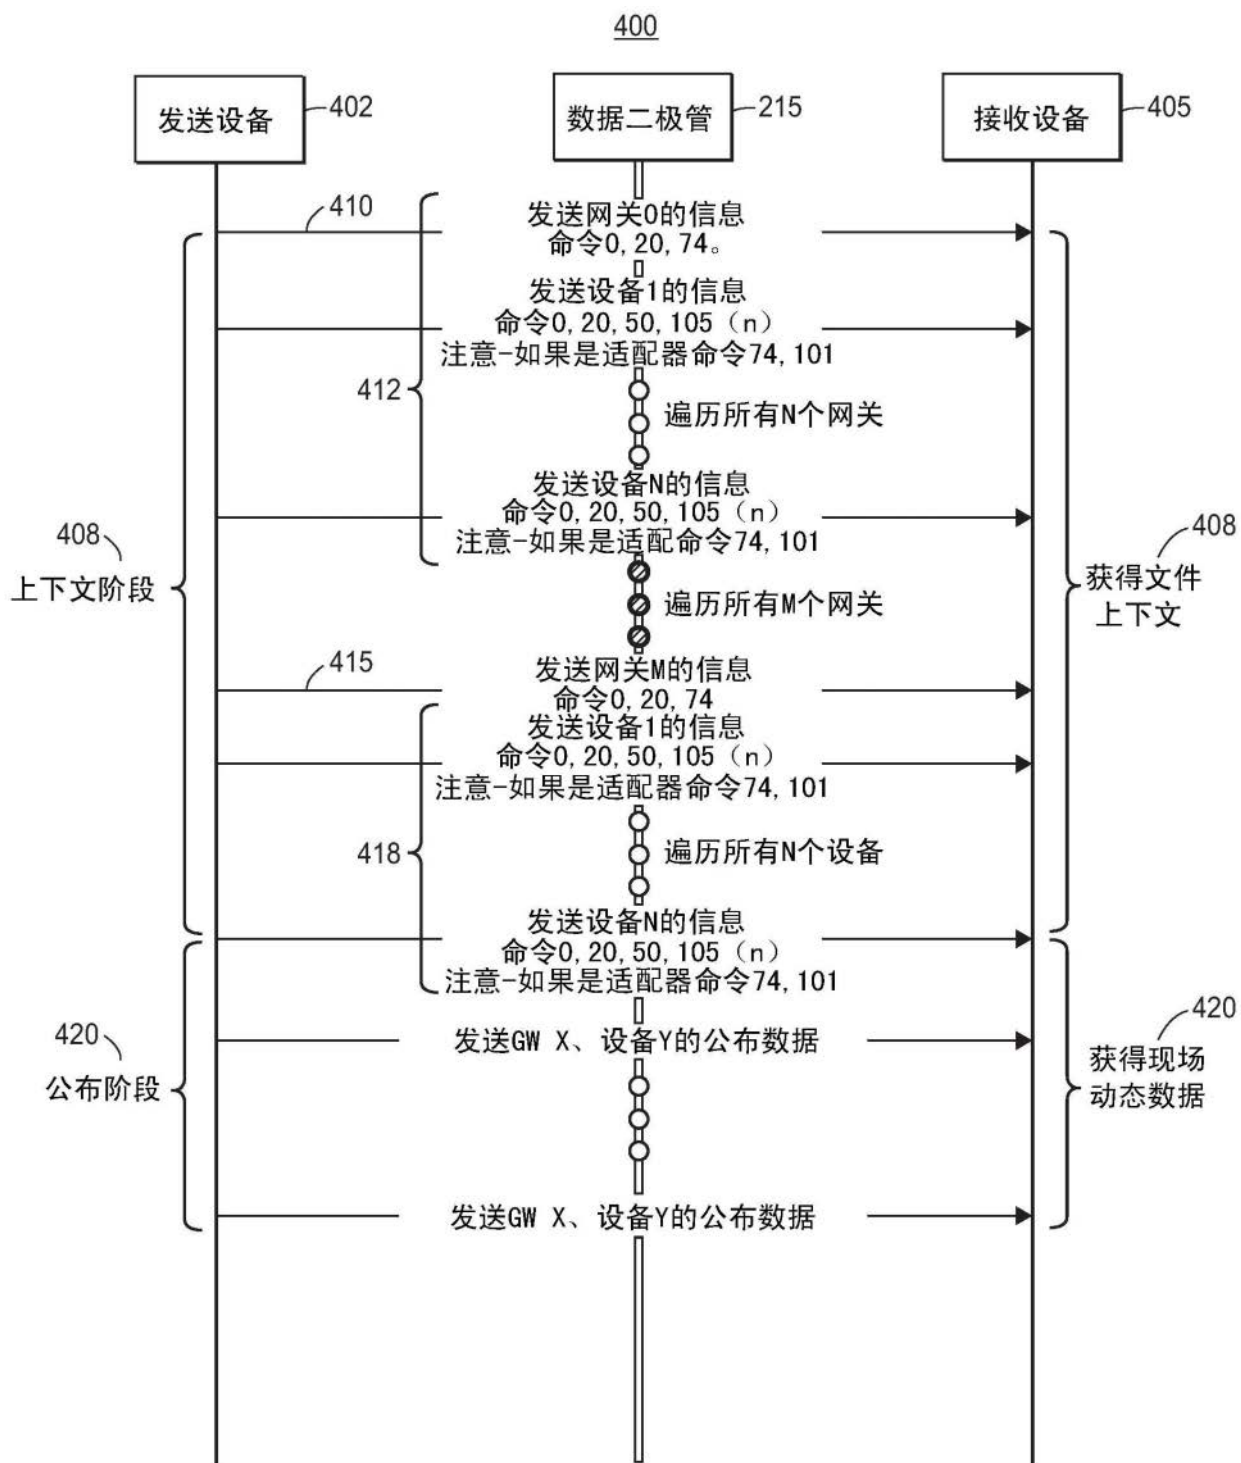 400
发送设备
402
数据二极管
215
接收设备
405
410
发送网关0的信息
命令0,20,74。
发送设备1的信息
命令0,20,50,105（n）
注意-如果是适配器命令74,101
412
遍历所有N个网关
发送设备N的信息
命令0,20,50,105（n）
注意-如果是适配命令74,101
408
上下文阶段
408
获得文件
上下文
遍历所有M个网关
415
发送网关M的信息
命令0,20,74
发送设备1的信息
命令0,20,50,105（n）
注意-如果是适配器命令74,101
418
遍历所有N个设备
发送设备N的信息
命令0,20,50,105（n）
注意-如果是适配器命令74,101
420
公布阶段
发送GW X、设备Y的公布数据
420
获得现场
动态数据
发送GW X、设备Y的公布数据